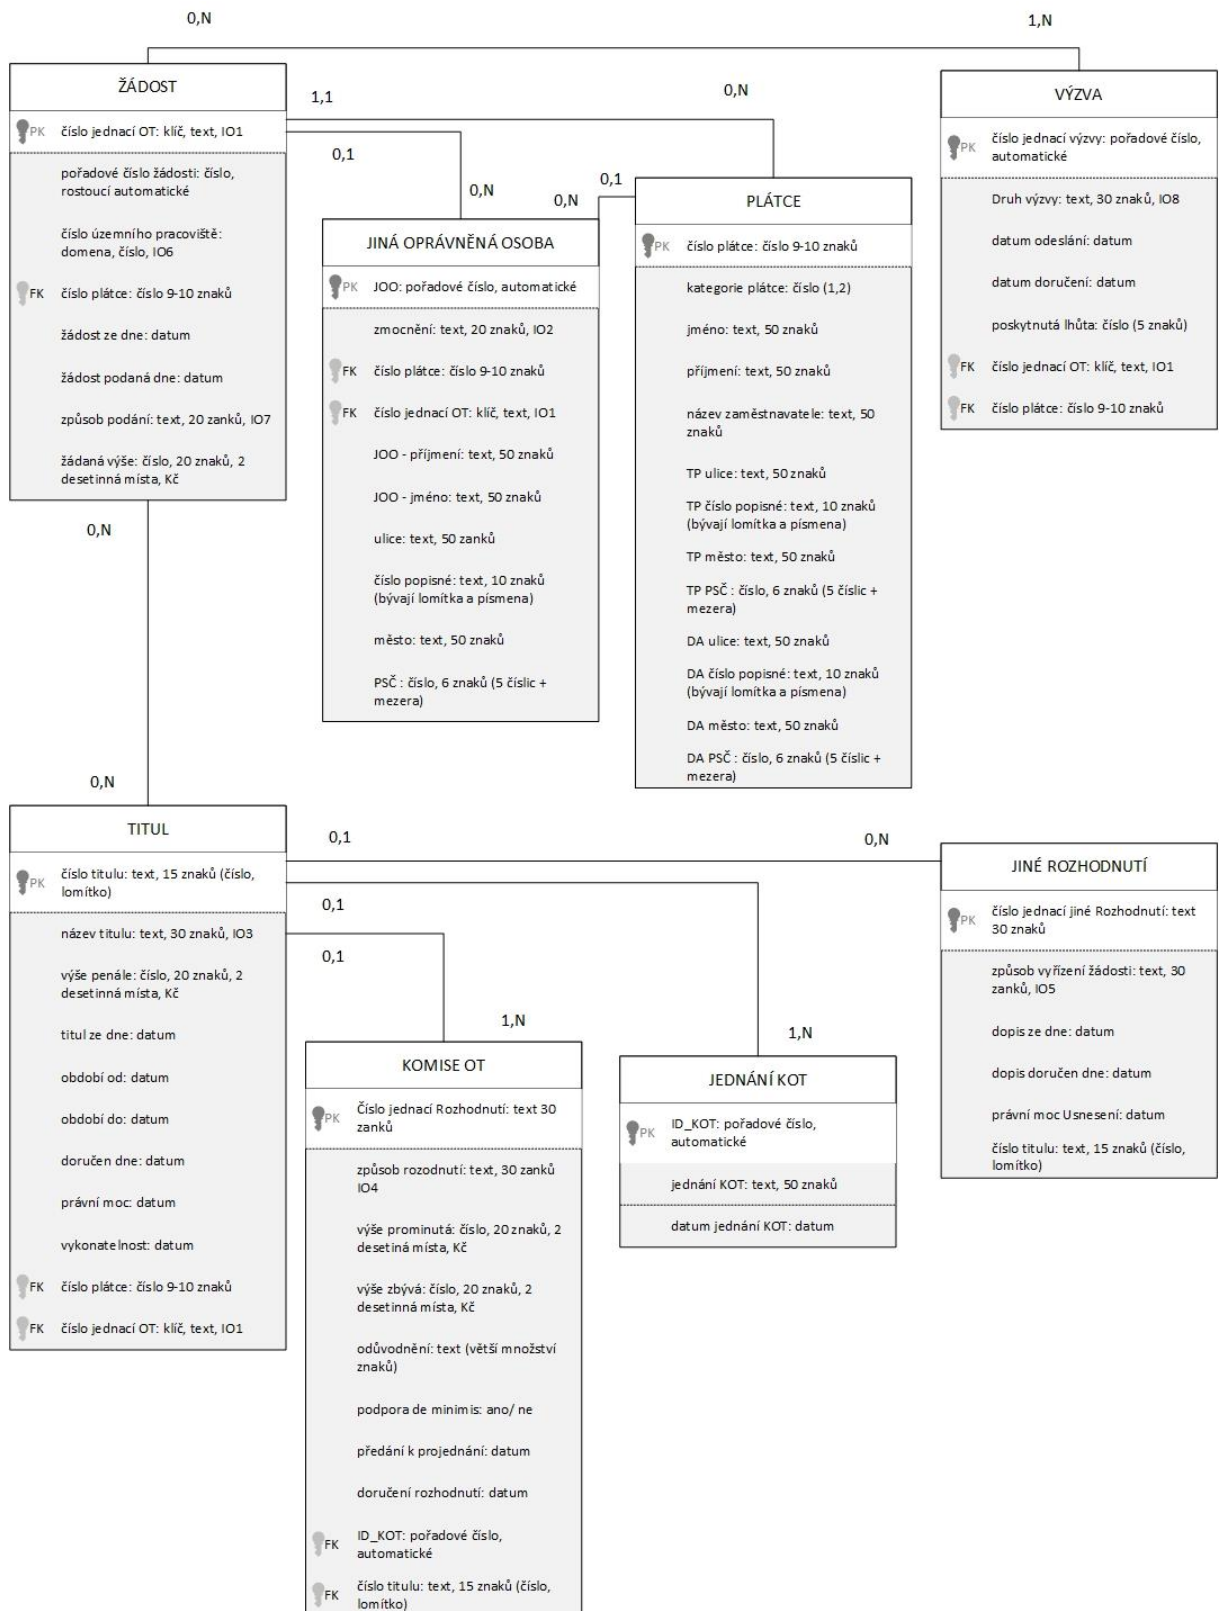 0,N
1,N
ŽÁDOST
PK číslo jednací OT: klíč, text, IO1
pořadové číslo žádosti: číslo,
rostoucí automatické
číslo územního pracoviště:
domena, číslo, IO6
FK číslo plátce: číslo 9-10 znaků
žádost ze dne: datum
žádost podaná dne: datum
způsob podání: text, 20 zanků, IO7
žádaná výše: číslo, 20 znaků, 2
desetinná místa, Kč
1,1
0,N
0,1
0,N
0,N
0,1
JINÁ OPRÁVNĚNÁ OSOBA
PK JOO: pořadové číslo, automatické
zmocnění: text, 20 znaků, IO2
FK číslo plátce: číslo 9-10 znaků
FK číslo jednací OT: klíč, text, IO1
JOO - příjmení: text, 50 znaků
JOO - jméno: text, 50 znaků
ulice: text, 50 zanků
číslo popisné: text, 10 znaků
(bývají lomítka a písmena)
město: text, 50 znaků
PSČ : číslo, 6 znaků (5 číslic +
mezera)
PLÁTCE
PK číslo plátce: číslo 9-10 znaků
kategorie plátce: číslo (1,2)
jméno: text, 50 znaků
příjmení: text, 50 znaků
název zaměstnavatele: text, 50
znaků
TP ulice: text, 50 znaků
TP číslo popisné: text, 10 znaků
(bývají lomítka a písmena)
TP město: text, 50 znaků
TP PSČ : číslo, 6 znaků (5 číslic +
mezera)
DA ulice: text, 50 znaků
DA číslo popisné: text, 10 znaků
(bývají lomítka a písmena)
DA město: text, 50 znaků
DA PSČ : číslo, 6 znaků (5 číslic +
mezera)
VÝZVA
PK číslo jednací výzvy: pořadové číslo,
automatické
Druh výzvy: text, 30 znaků, IO8
datum odeslání: datum
datum doručení: datum
poskytnutá lhůta: číslo (5 znaků)
FK číslo jednací OT: klíč, text, IO1
FK číslo plátce: číslo 9-10 znaků
0,N
0,N
TITUL
PK číslo titulu: text, 15 znaků (číslo,
lomítko)
název titulu: text, 30 znaků, IO3
výše penále: číslo, 20 znaků, 2
desetinná místa, Kč
titul ze dne: datum
období od: datum
období do: datum
doručen dne: datum
právní moc: datum
vykonatelnost: datum
FK číslo plátce: číslo 9-10 znaků
FK číslo jednací OT: klíč, text, IO1
0,1
0,N
0,1
0,1
1,N
1,N
KOMISE OT
PK Číslo jednací Rozhodnutí: text 30
zanků
způsob rozodnutí: text, 30 zanků
IO4
výše prominutá: číslo, 20 znaků, 2
desetiná místa, Kč
výše zbývá: číslo, 20 znaků, 2
desetinná místa, Kč
odůvodnění: text (větší množství
znaků)
podpora de minimis: ano/ ne
předání k projednání: datum
doručení rozhodnutí: datum
FK ID_KOT: pořadové číslo,
automatické
FK číslo titulu: text, 15 znaků (číslo,
lomítko)
JEDNÁNÍ KOT
PK ID_KOT: pořadové číslo,
automatické
jednání KOT: text, 50 znaků
datum jednání KOT: datum
JINÉ ROZHODNUTÍ
PK číslo jednací jiné Rozhodnutí: text
30 znaků
způsob vyřízení žádosti: text, 30
zanků, IO5
dopis ze dne: datum
dopis doručen dne: datum
právní moc Usnesení: datum
číslo titulu: text, 15 znaků (číslo,
lomítko)